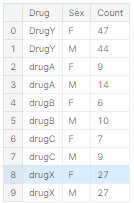 Drug Sex Count
0 DrugY F 47
1 DrugY M 44
2 drugA F 9
3 drugA M 14
4 drugB F 6
5 drugB M 10
6 drugC F 7
7 drugC M 9
8 drugX F 27
9 drugX M 27